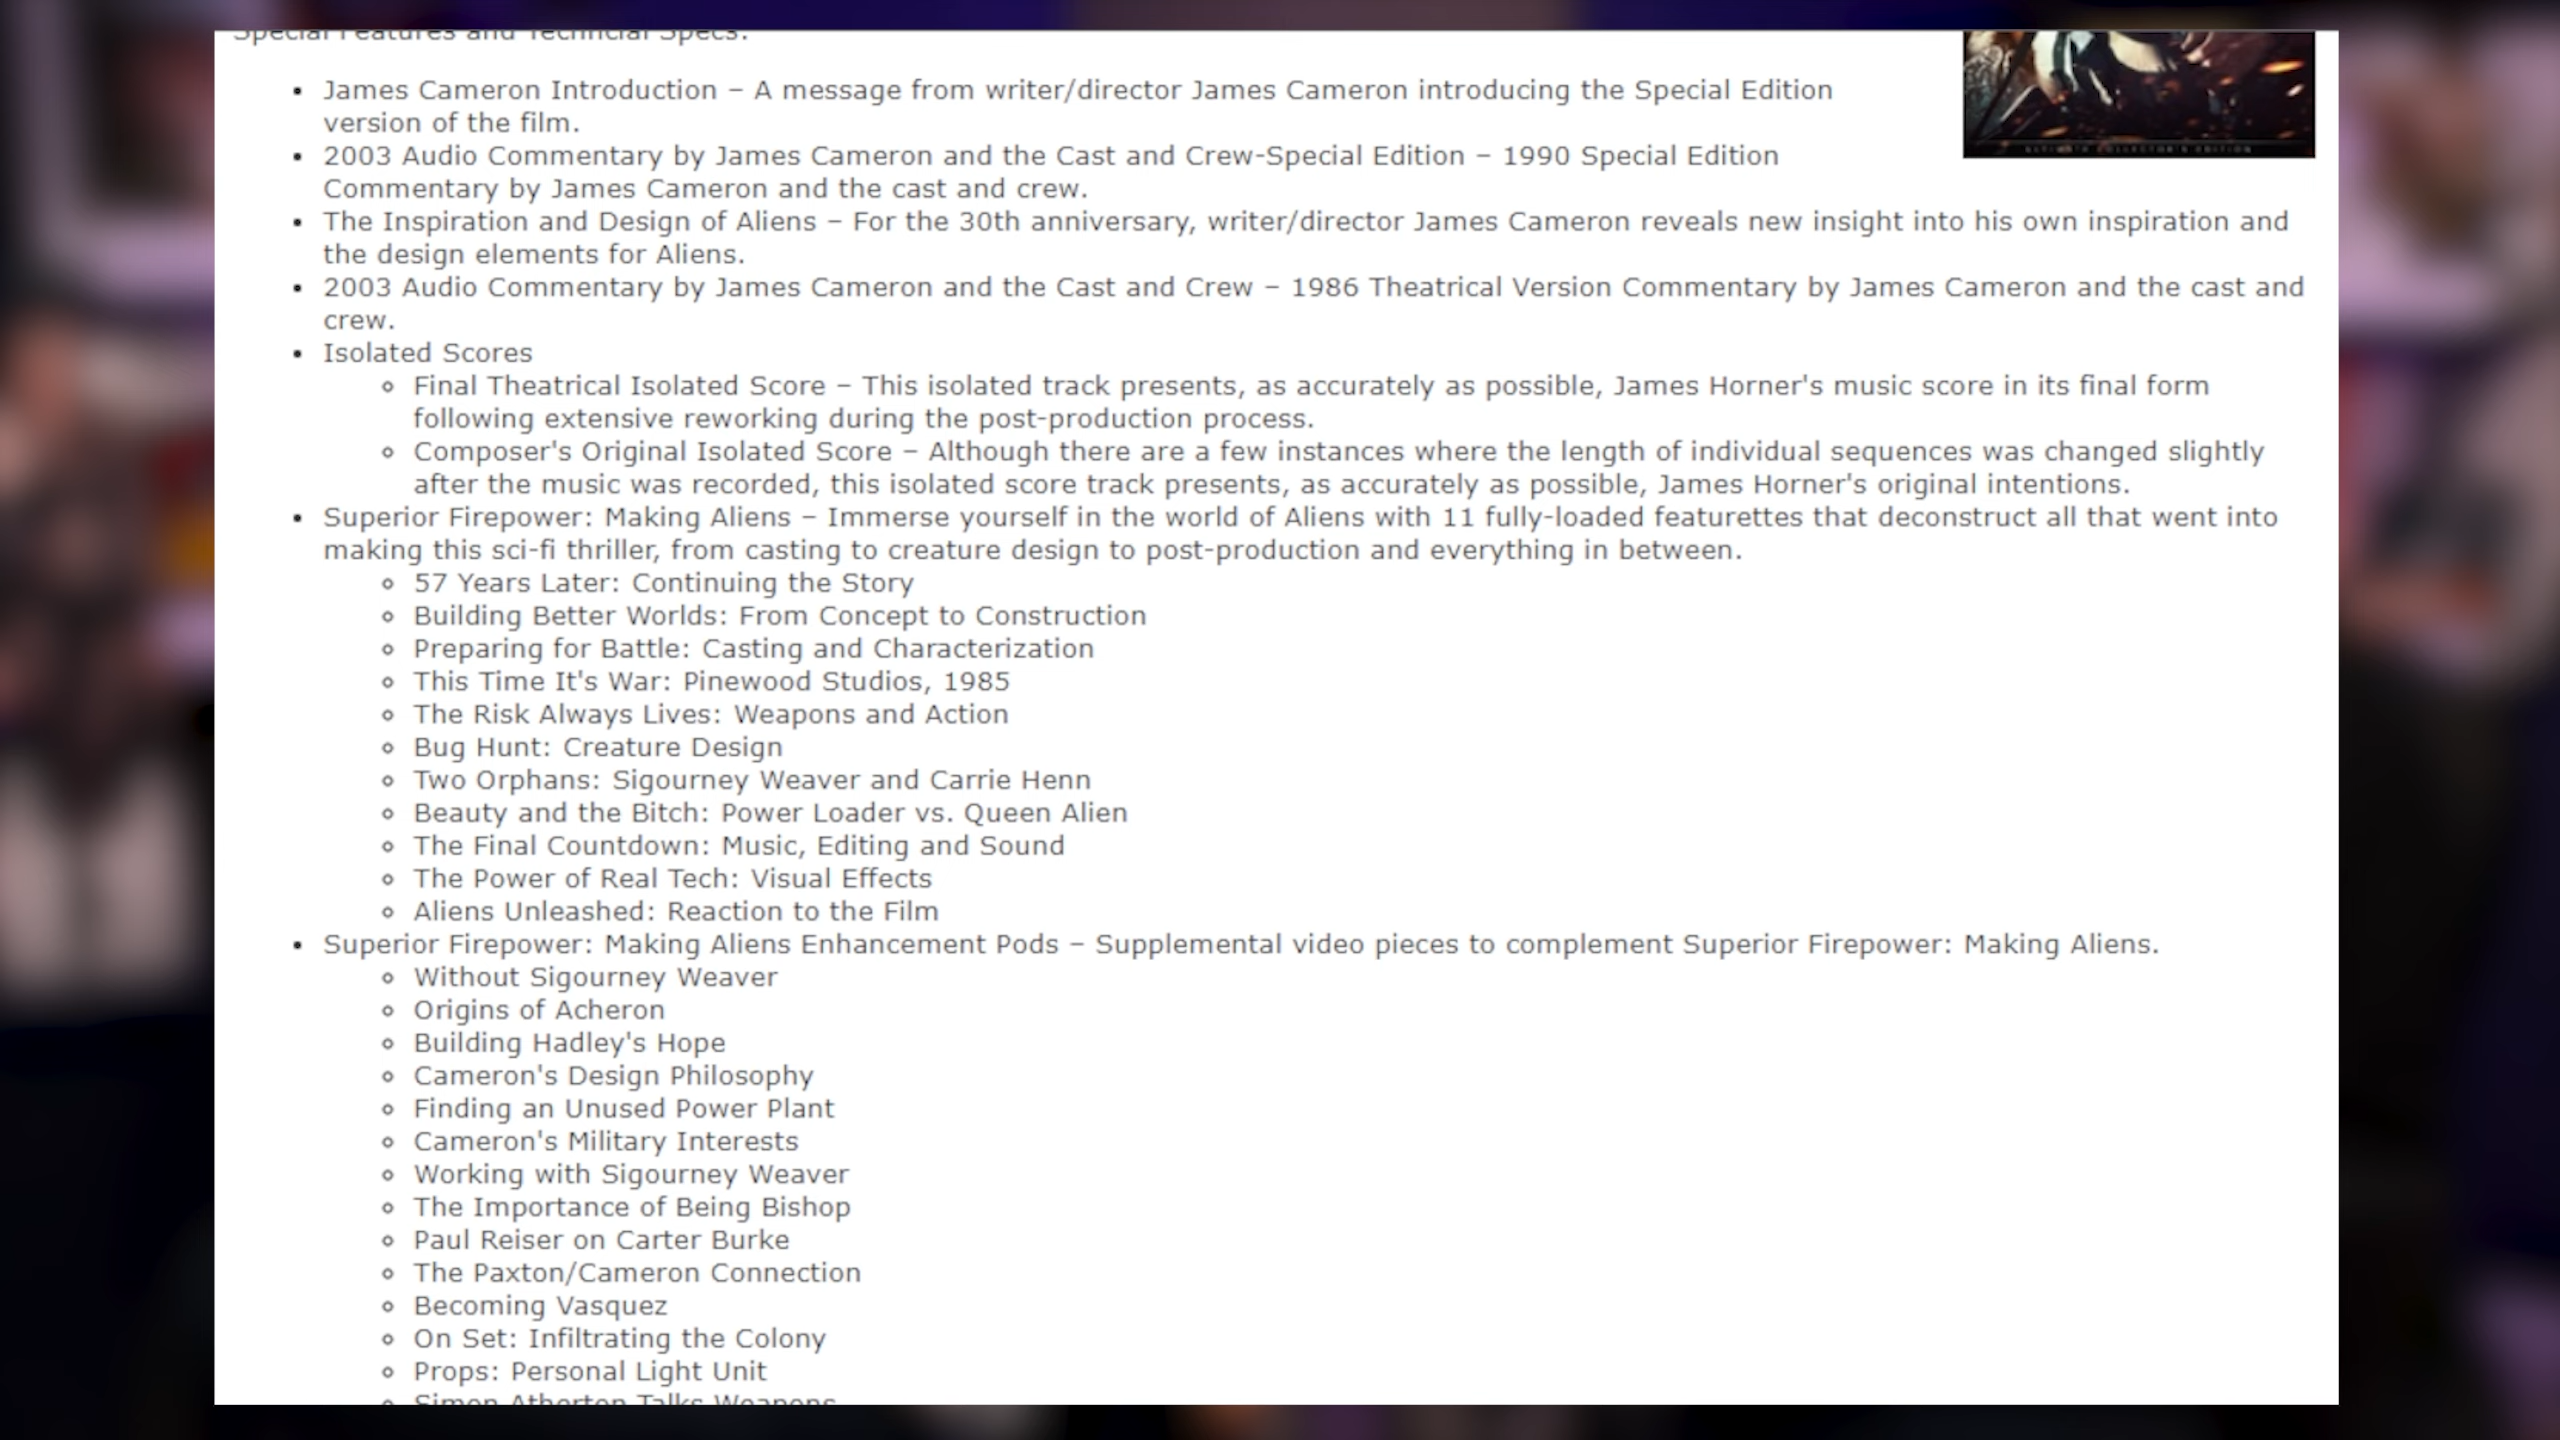 Special Features and Techncial Specs:
• James Cameron Introduction – A message from writer/director James Cameron introducing the Special Edition
version of the film.
• 2003 Audio Commentary by James Cameron and the Cast and Crew-Special Edition – 1990 Special Edition
Commentary by James Cameron and the cast and crew.
• The Inspiration and Design of Aliens – For the 30th anniversary, writer/director James Cameron reveals new insight into his own inspiration and
the design elements for Aliens.
• 2003 Audio Commentary by James Cameron and the Cast and Crew – 1986 Theatrical Version Commentary by James Cameron and the cast and
crew.
• Isolated Scores
◦ Final Theatrical Isolated Score – This isolated track presents, as accurately as possible, James Horner's music score in its final form
following extensive reworking during the post-production process.
◦ Composer's Original Isolated Score – Although there are a few instances where the length of individual sequences was changed slightly
after the music was recorded, this isolated score track presents, as accurately as possible, James Horner's original intentions.
• Superior Firepower: Making Aliens – Immerse yourself in the world of Aliens with 11 fully-loaded featurettes that deconstruct all that went into
making this sci-fi thriller, from casting to creature design to post-production and everything in between.
◦ 57 Years Later: Continuing the Story
◦ Building Better Worlds: From Concept to Construction
◦ Preparing for Battle: Casting and Characterization
◦ This Time It's War: Pinewood Studios, 1985
◦ The Risk Always Lives: Weapons and Action
◦ Bug Hunt: Creature Design
◦ Two Orphans: Sigourney Weaver and Carrie Henn
◦ Beauty and the Bitch: Power Loader vs. Queen Alien
◦ The Final Countdown: Music, Editing and Sound
◦ The Power of Real Tech: Visual Effects
◦ Aliens Unleashed: Reaction to the Film
• Superior Firepower: Making Aliens Enhancement Pods – Supplemental video pieces to complement Superior Firepower: Making Aliens.
◦ Without Sigourney Weaver
◦ Origins of Acheron
◦ Building Hadley's Hope
◦ Cameron's Design Philosophy
◦ Finding an Unused Power Plant
◦ Cameron's Military Interests
◦ Working with Sigourney Weaver
◦ The Importance of Being Bishop
◦ Paul Reiser on Carter Burke
◦ The Paxton/Cameron Connection
◦ Becoming Vasquez
◦ On Set: Infiltrating the Colony
◦ Props: Personal Light Unit
◦ Simon Atherton Talks Weapons
ULTIMATE COLLECTOR'S EDITION